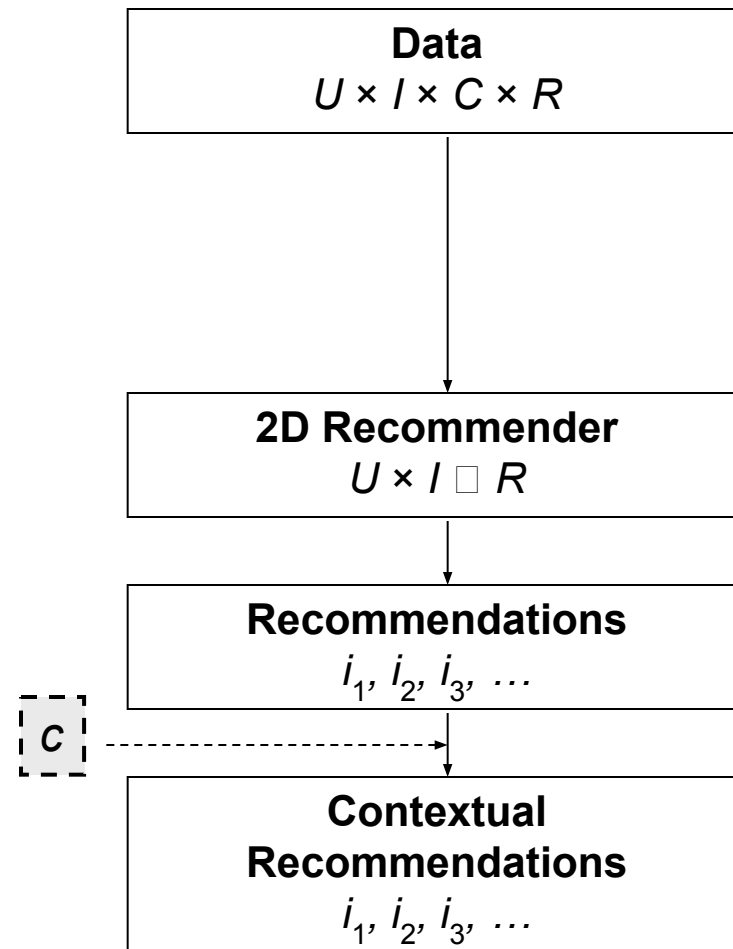 Data
U × I × C × R
2D Recommender
U × I □ R
Recommendations
i₁, i₂, i₃, …
c
Contextual
Recommendations
i₁, i₂, i₃, …